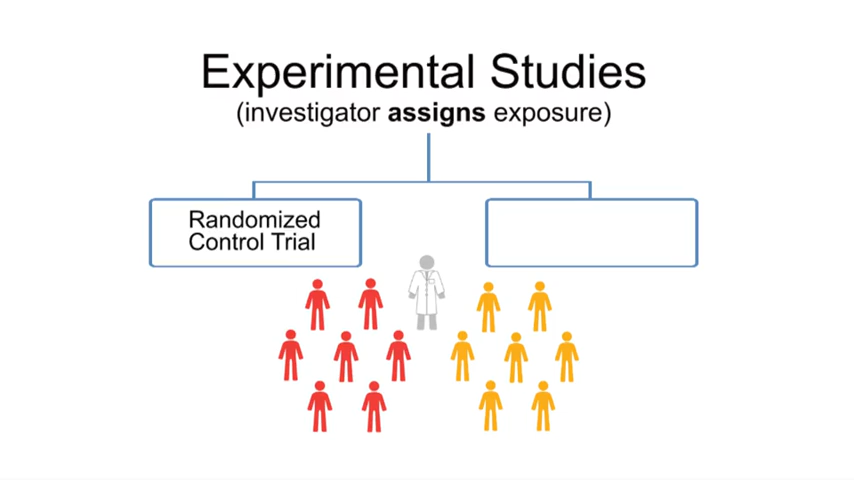 Experimental Studies
(investigator assigns exposure)
Randomized
Control Trial